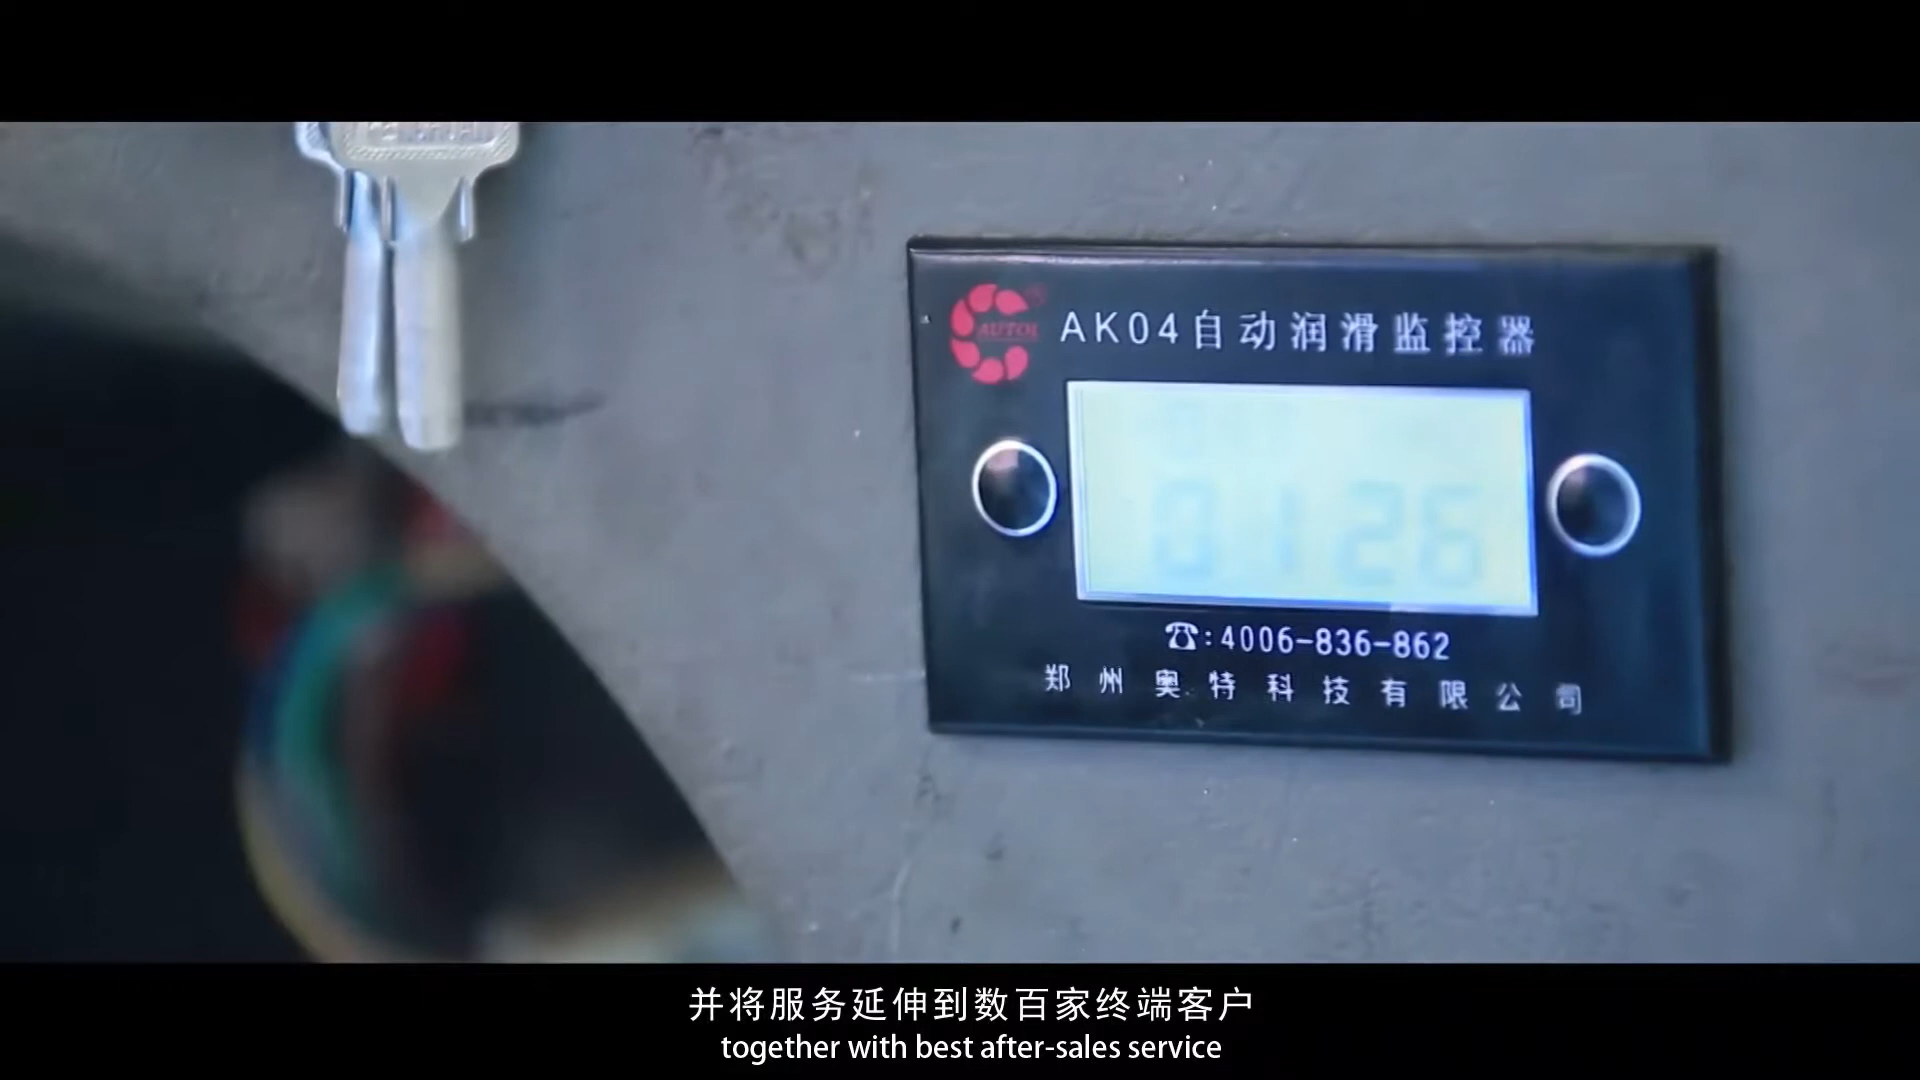 AUTOL
AK04自动润滑监控器
0126
☎:4006-836-862
郑州奥特科技有限公司
并将服务延伸到数百家终端客户
together with best after-sales service